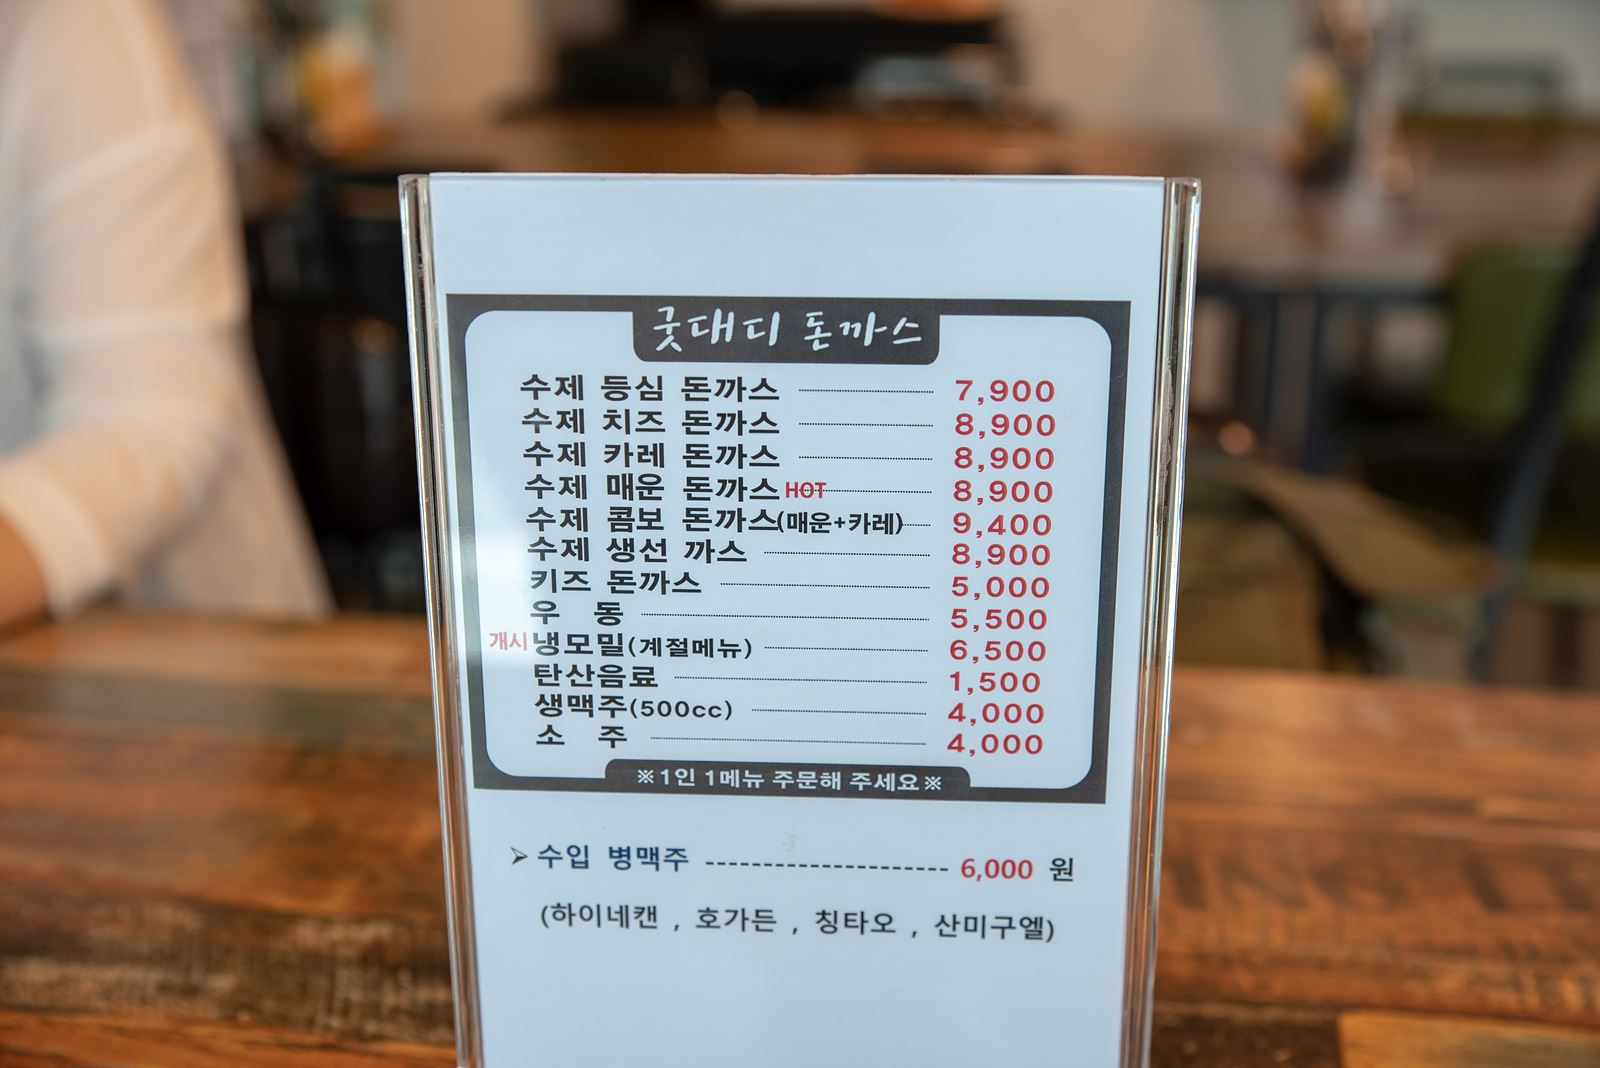 굿대디 돈까스
수제 등심 돈까스 7,900
수제 치즈 돈까스 8,900
수제 카레 돈까스 8,900
수제 매운 돈까스 HOT 8,900
수제 콤보 돈까스(매운+카레) 9,400
수제 생선 까스 8,900
키즈 돈까스 5,000
우 동 5,500
개시 냉모밀(계절메뉴) 6,500
탄산음료 1,500
생맥주(500cc) 4,000
소 주 4,000
※1인 1메뉴 주문해 주세요※
➢ 수입 병맥주 --------------------- 6,000 원
(하이네캔 , 호가든 , 칭타오 , 산미구엘)